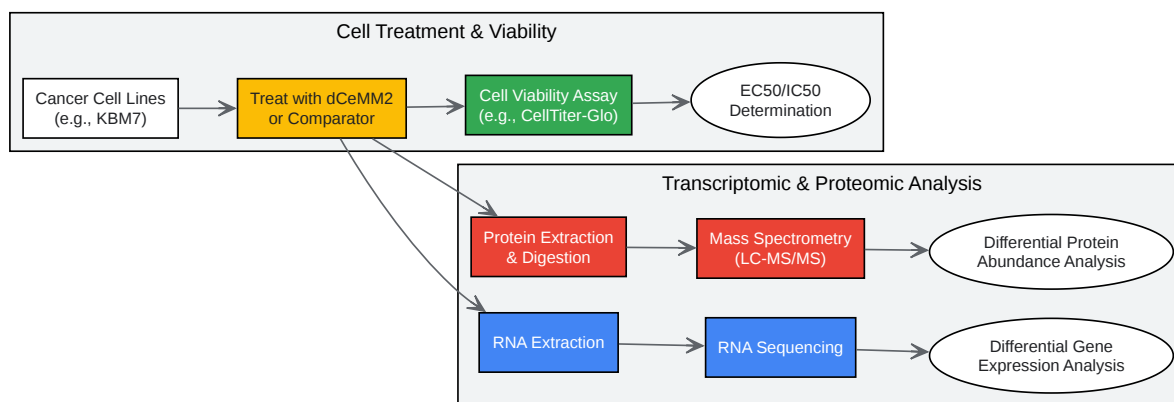 Cell Treatment & Viability
Cancer Cell Lines
(e.g., KBM7)
Treat with dCeMM2
or Comparator
Cell Viability Assay
(e.g., CellTiter-Glo)
EC50/IC50
Determination
Transcriptomic & Proteomic Analysis
Protein Extraction
& Digestion
Mass Spectrometry
(LC-MS/MS)
Differential Protein
Abundance Analysis
RNA Extraction
RNA Sequencing
Differential Gene
Expression Analysis